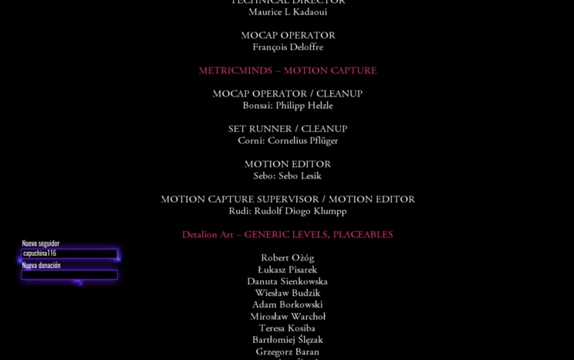 TECHNICAL DIRECTOR
Maurice L Kadaoui
MOCAP OPERATOR
François Deloffre
METRICMINDS – MOTION CAPTURE
MOCAP OPERATOR / CLEANUP
Bonsai: Philipp Helzle
SET RUNNER / CLEANUP
Corni: Cornelius Pflüger
MOTION EDITOR
Sebo: Sebo Lesik
MOTION CAPTURE SUPERVISOR / MOTION EDITOR
Rudi: Rudolf Diogo Klumpp
Detalion Art – GENERIC LEVELS, PLACEABLES
Robert Ożóg
Łukasz Pisarek
Danuta Sienkowska
Wiesław Budzik
Adam Borkowski
Mirosław Warchoł
Teresa Kosiba
Bartłomiej Ślęzak
Grzegorz Baran
Nuevo seguidor
capuchina116
Nueva donación